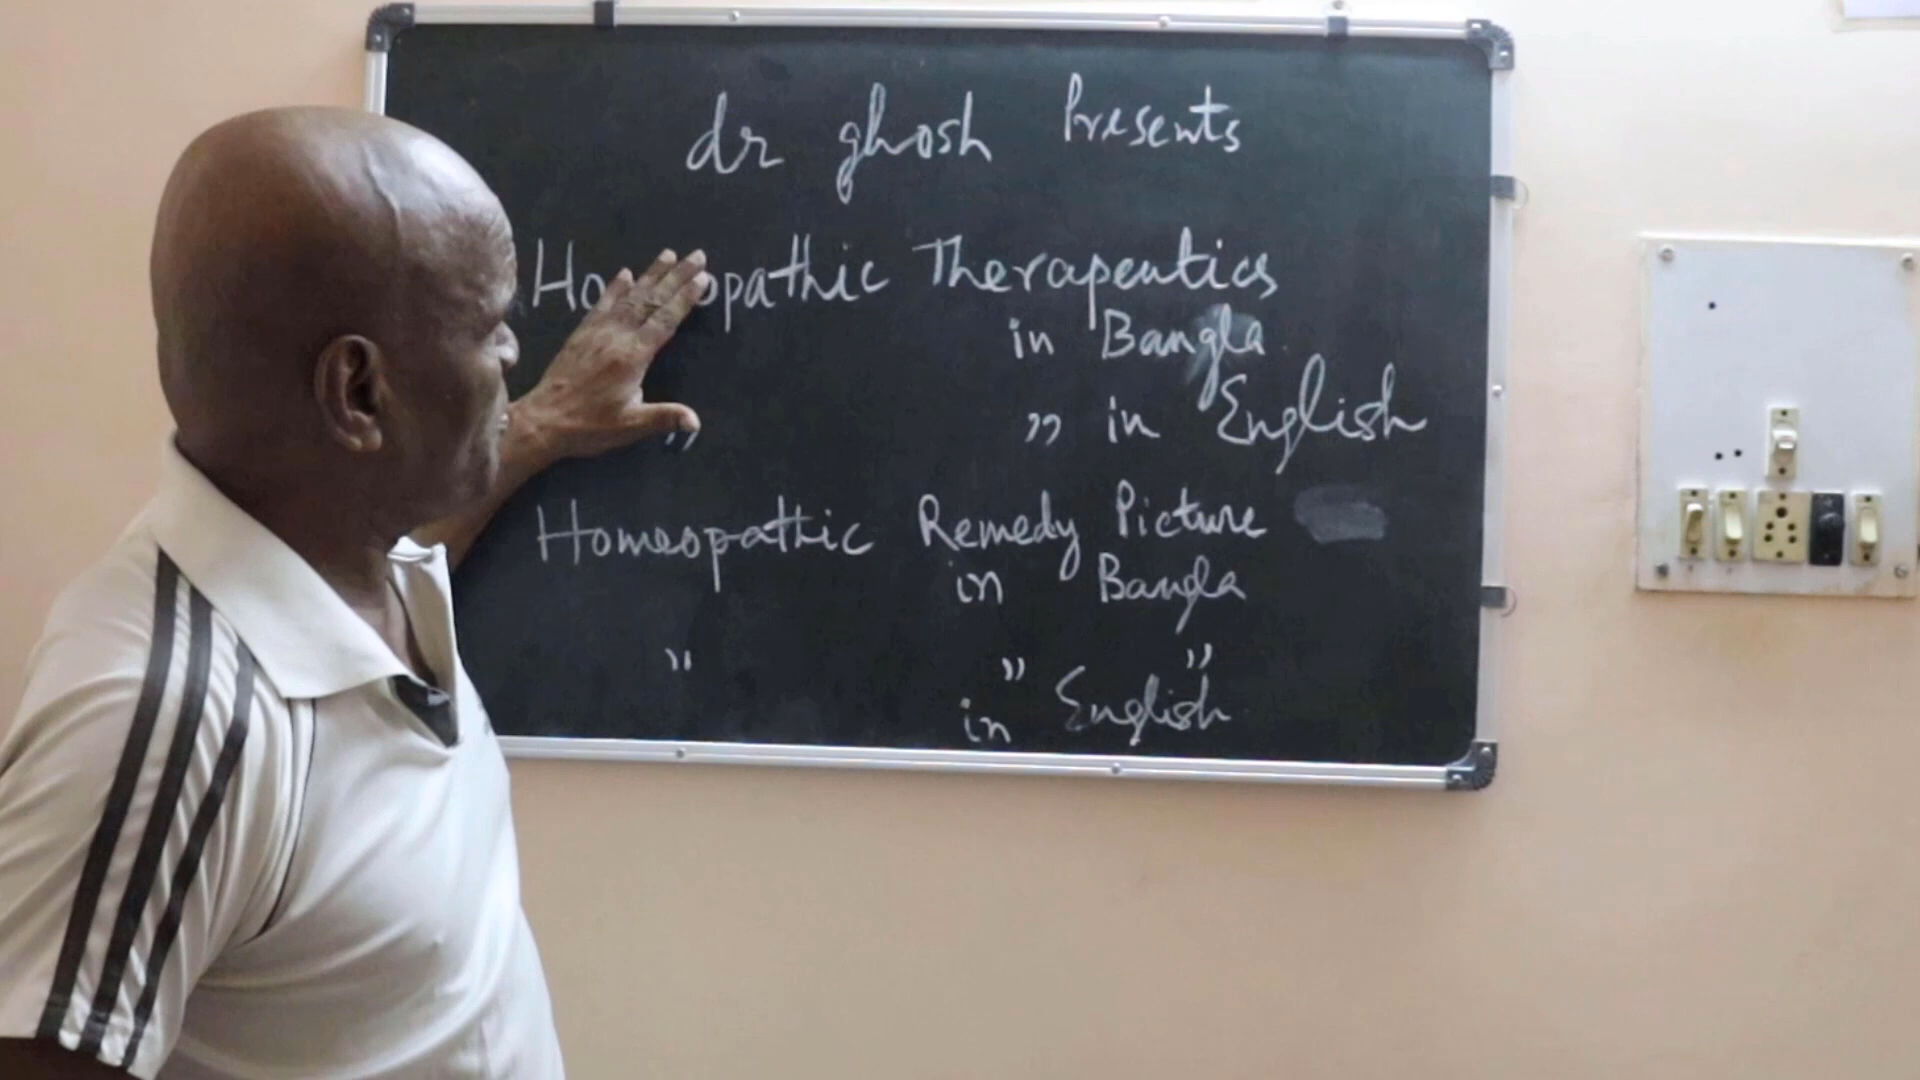 dr ghosh Presents
Therapeutics
in Bangla
" " in English
Homeopathic Remedy Picture
in Bangla
" " "
in English